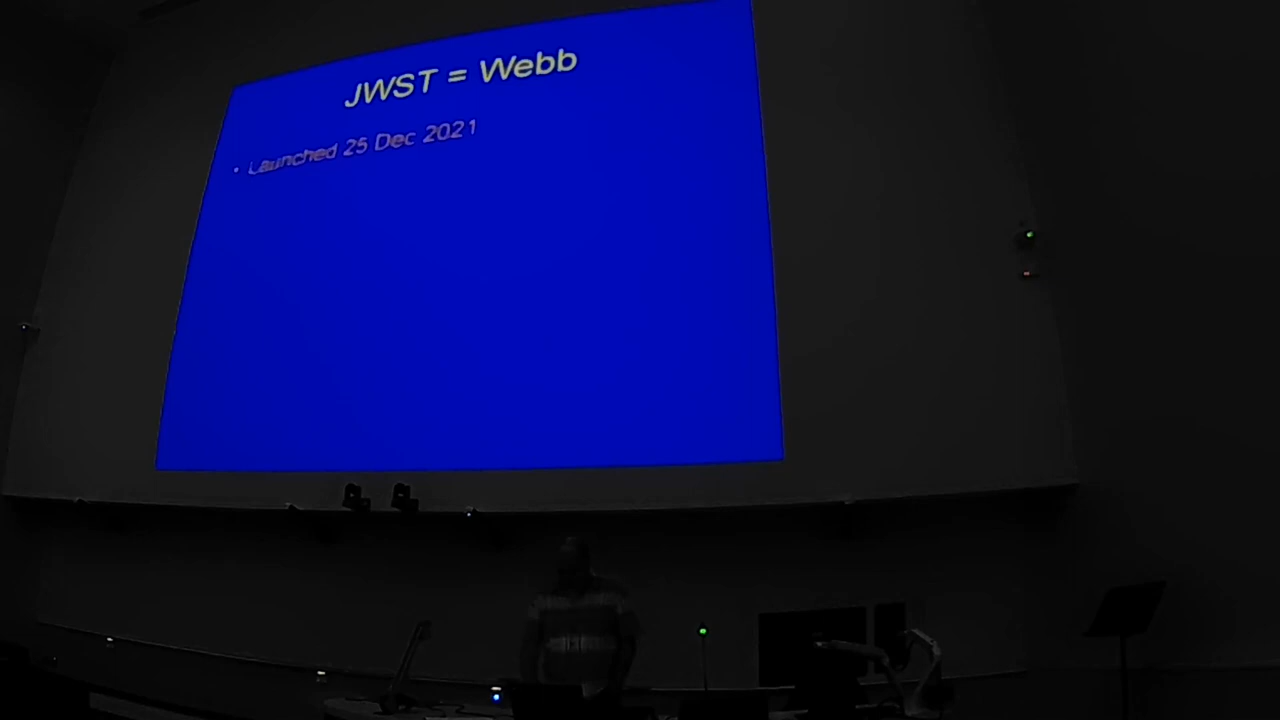 JWST = Webb
• Launched 25 Dec 2021